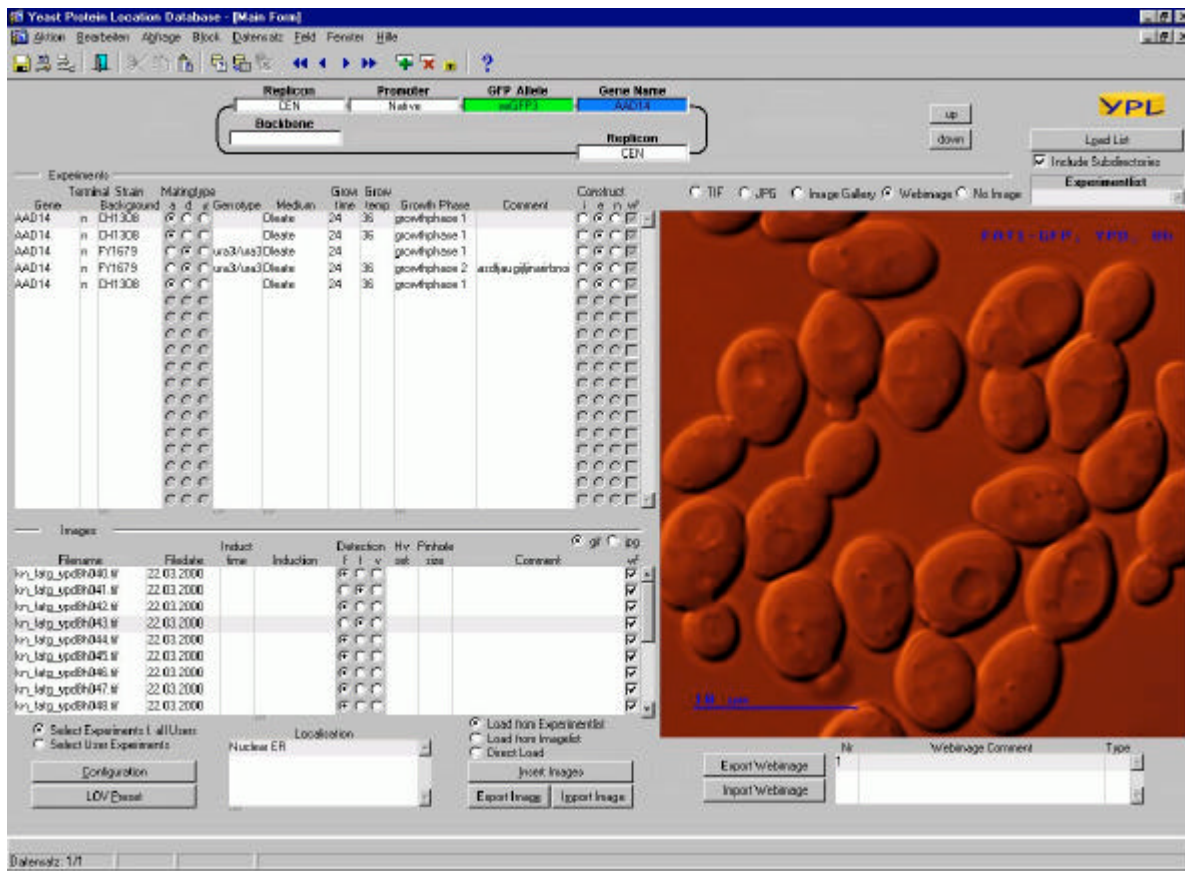 Yeast Protein Location Database - [Main Form]
Aktion Bearbeiten Abfrage Block Datensatz Feld Fenster Hilfe
Replicon Promoter GFP Allele Gene Name
CEN Native AAD14
Backbone
Replicon
CEN
up
down
YPL
Load List
Include Subdirectories
Experimentlist
Experiments
TIF JPG Image Gallery Webimage No Image
Terminal Strain Matingtype Grow Grow Construct
Gene Background a d Genotype Medium time temp Growth Phase Comment i e n wf
AAD14 n CH1308 Oleate 24 36 growthphase 1
AAD14 n CH1308 Oleate 24 36 growthphase 1
AAD14 n FY1679 ura3/ura3 Oleate 24 growthphase 1
AAD14 n FY1679 ura3/ura3 Oleate 24 36 growthphase 2
AAD14 n CH1308 Oleate 24 36 growthphase 1
10 µm
Images
gif jpg
Induct Detection Hv Pinhole
Filename Filedate time Induction F t v set size Comment wf
22.03.2000
22.03.2000
22.03.2000
22.03.2000
22.03.2000
22.03.2000
22.03.2000
22.03.2000
22.03.2000
Select Experiments f. all Users
Select User Experiments
Configuration
LOV Preset
Localisation
Nuclear ER
Load from Experimentlist
Load from Imagelist
Direct Load
Insert Images
Export Image Import Image
Export Webimage
Import Webimage
Nr Webimage Comment Type
1
Datensatz: 1/1